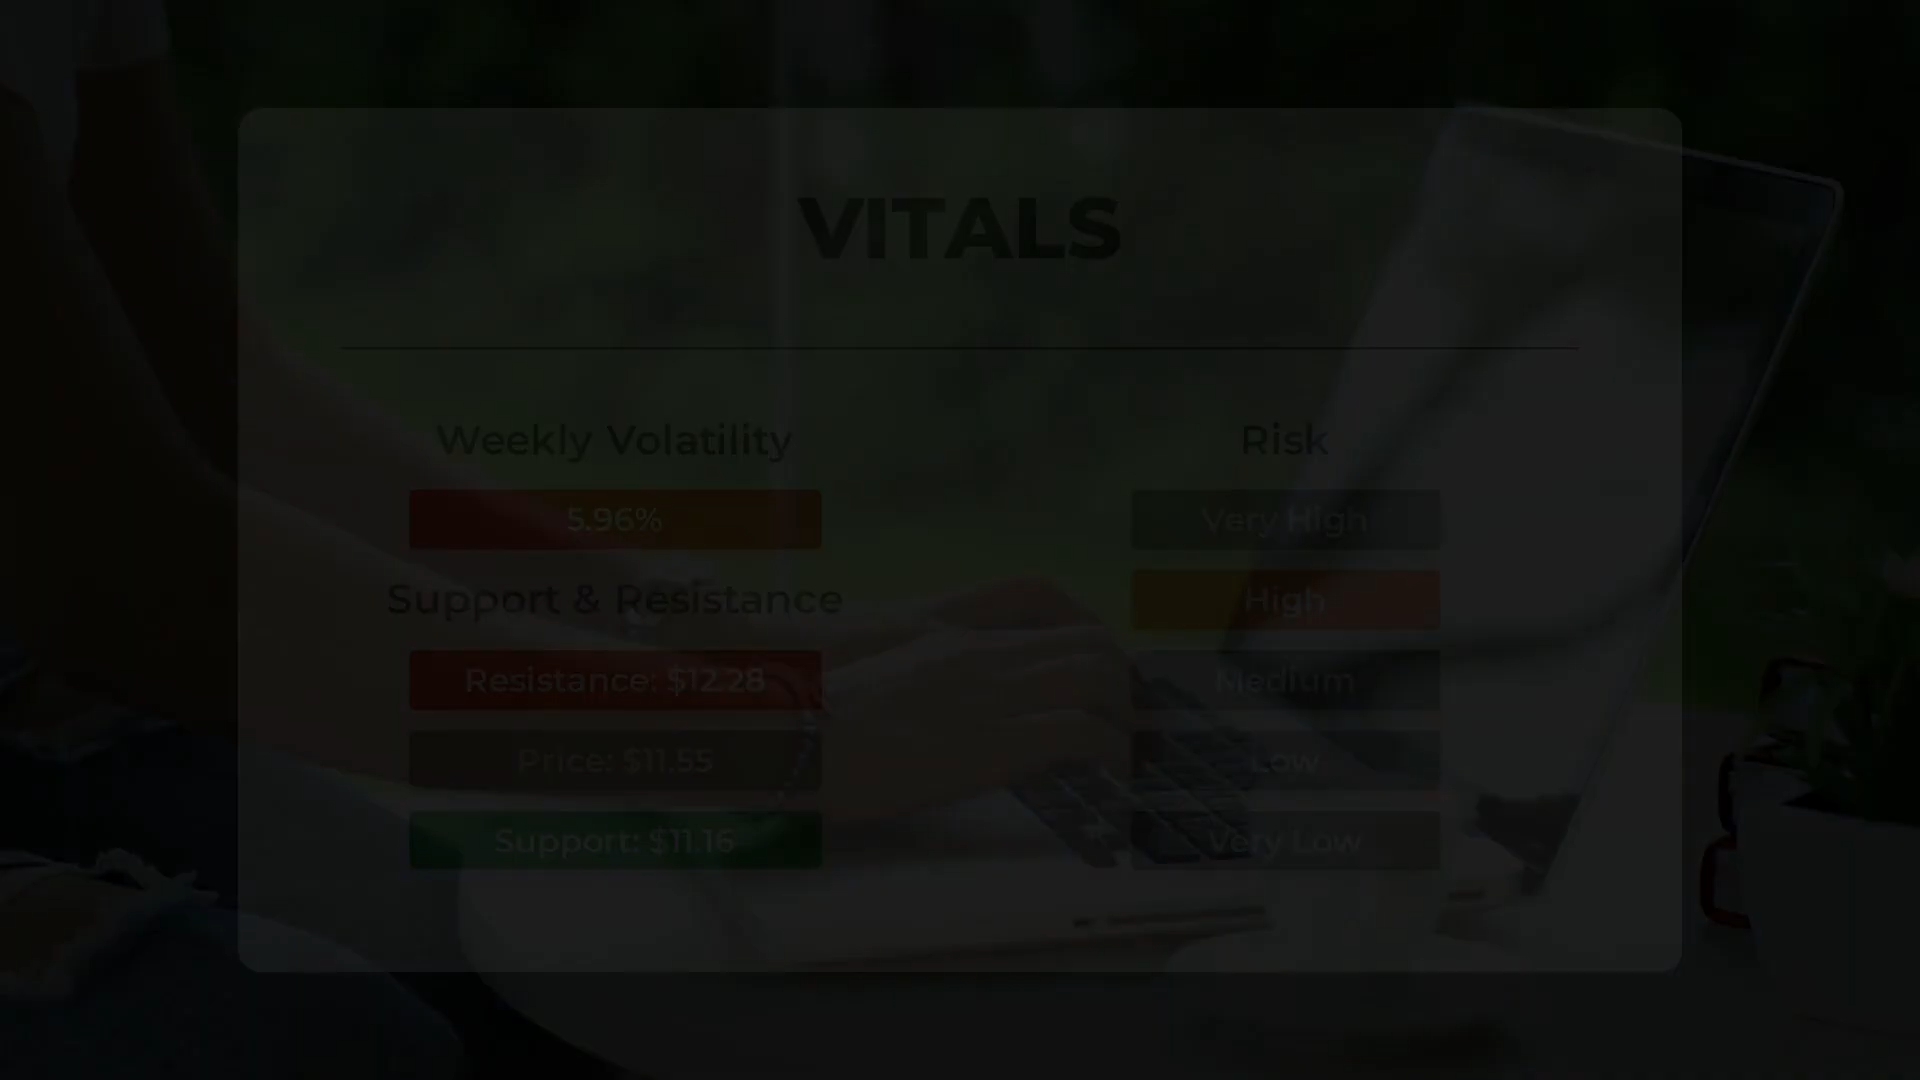 VITALS
Weekly Volatility
5.96%
Support & Resistance
Resistance: $12.28
Price: $11.55
Support: $11.16
Risk
Very High
High
Medium
Low
Very Low